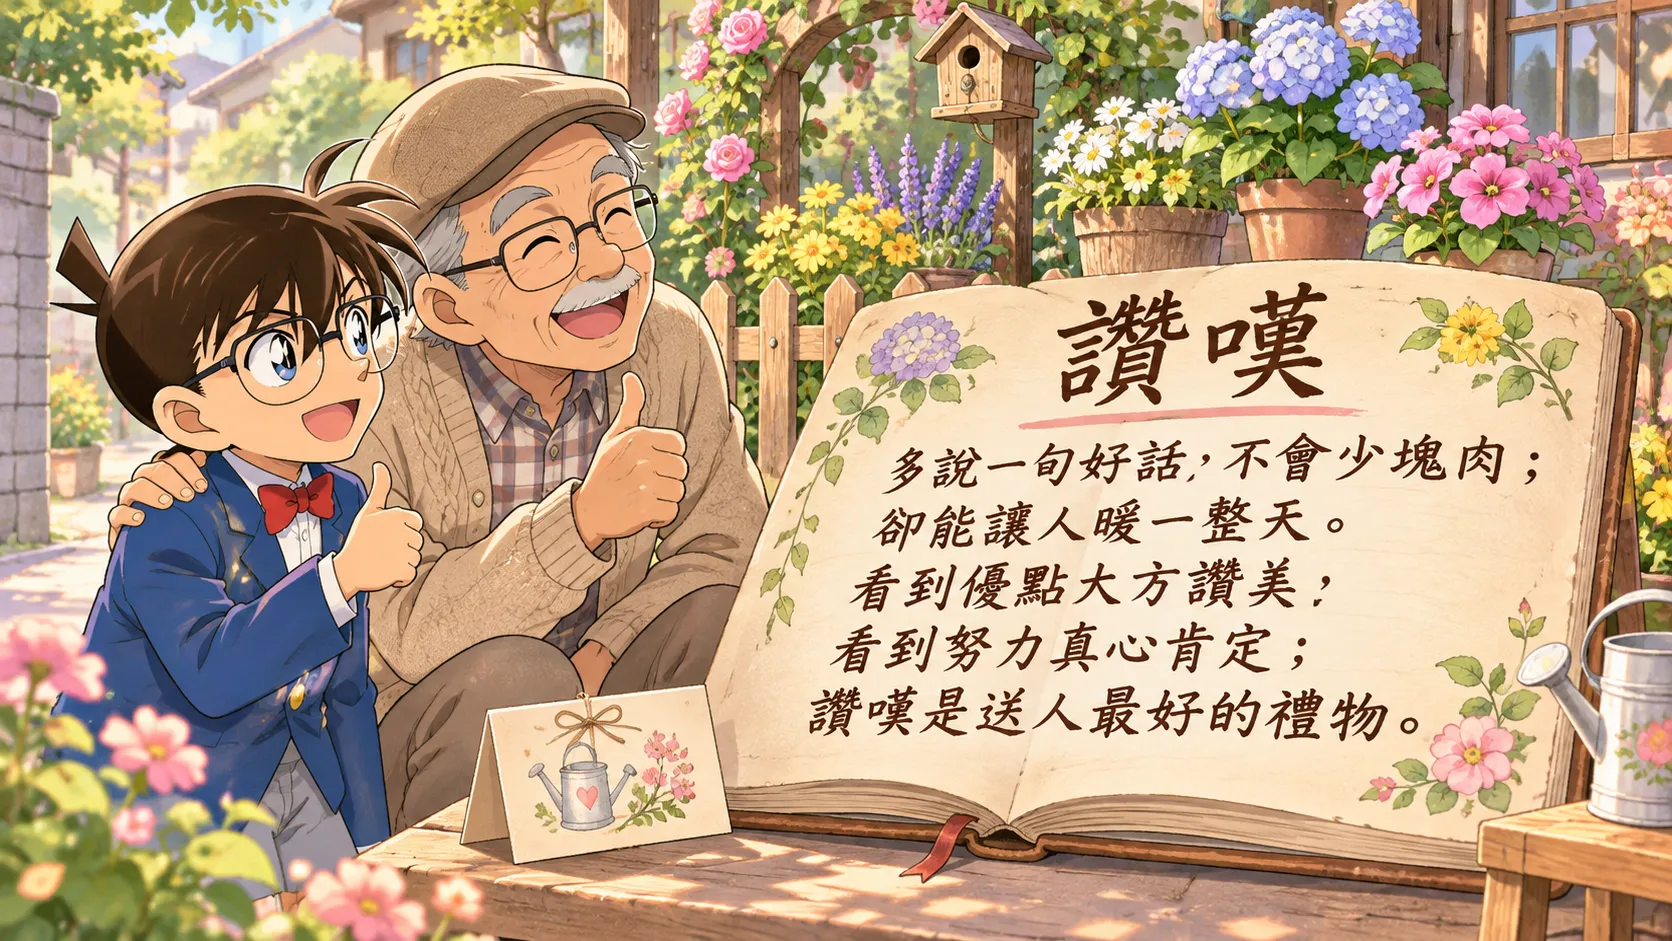 讚嘆
多說一句好話，不會少塊肉；
卻能讓人暖一整天。
看到優點大方讚美，
看到努力真心肯定；
讚嘆是送人最好的禮物。